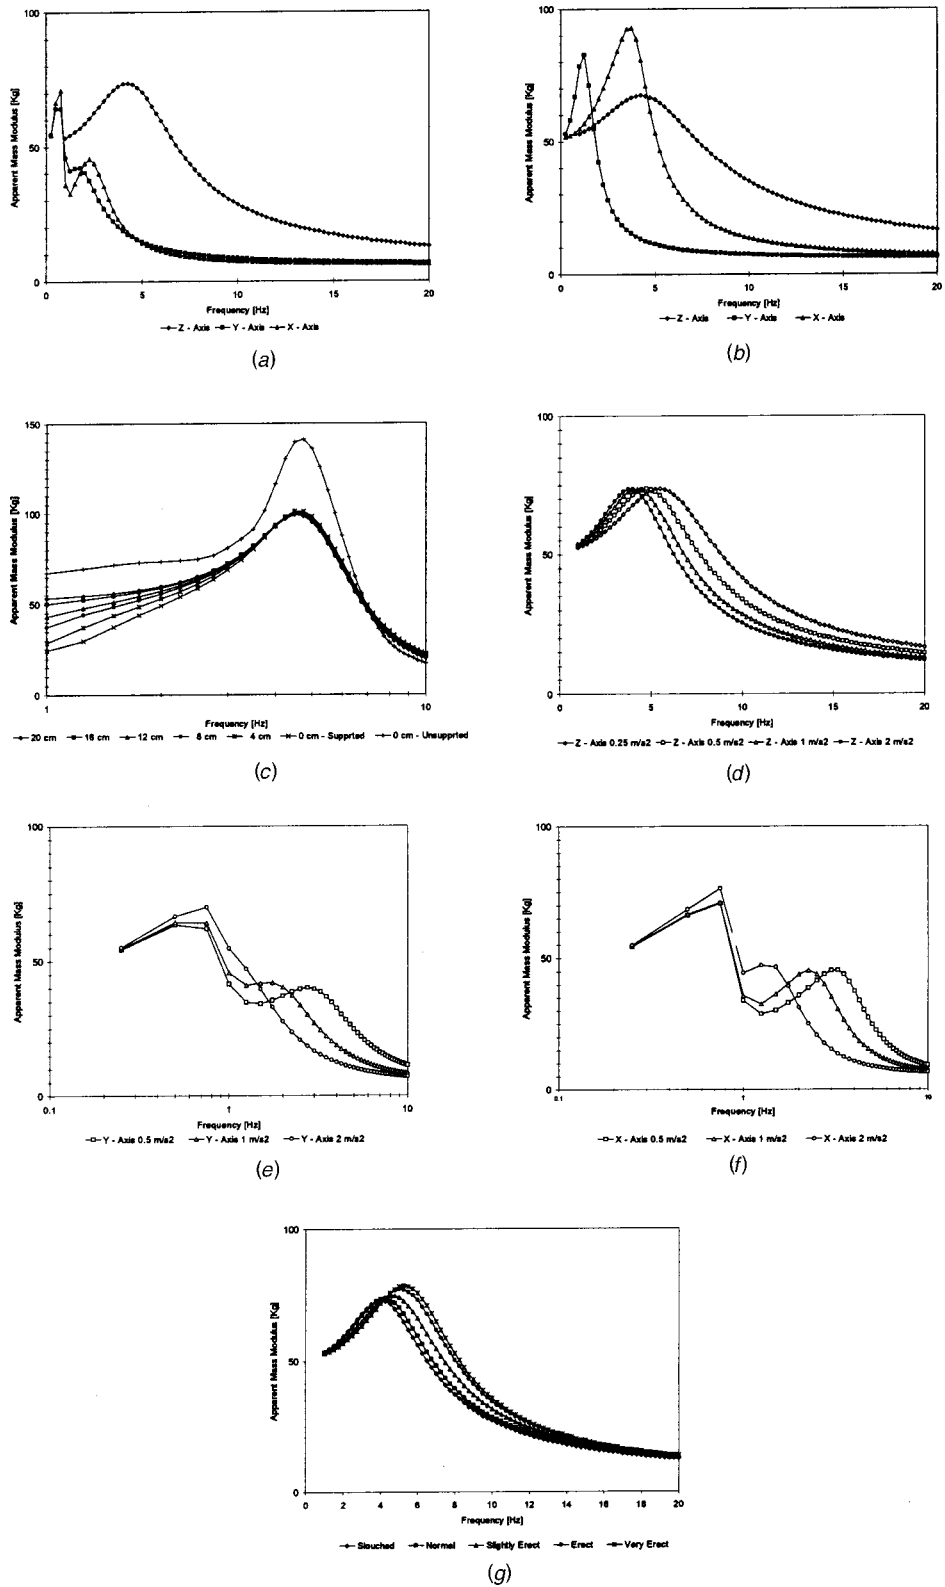 100
50
0
Apparent Mass Modulus [Kg]
0 5 10 15 20
Frequency [Hz]
Z - Axis Y - Axis X - Axis
(a)
100
50
0
Apparent Mass Modulus [Kg]
0 5 10 15 20
Frequency [Hz]
Z - Axis Y - Axis X - Axis
(b)
150
100
50
0
Apparent Mass Modulus [Kg]
1 10
Frequency [Hz]
20 cm 16 cm 12 cm 8 cm 4 cm 0 cm - Supprted 0 cm - Unsupprted
(c)
100
50
0
Apparent Mass Modulus [Kg]
0 5 10 15 20
Frequency [Hz]
Z - Axis 0.25 m/s2 Z - Axis 0.5 m/s2 Z - Axis 1 m/s2 Z - Axis 2 m/s2
(d)
100
50
0
Apparent Mass Modulus [Kg]
0.1 1 10
Frequency [Hz]
Y - Axis 0.5 m/s2 Y - Axis 1 m/s2 Y - Axis 2 m/s2
(e)
100
50
0
Apparent Mass Modulus [Kg]
0.1 1 10
Frequency [Hz]
X - Axis 0.5 m/s2 X - Axis 1 m/s2 X - Axis 2 m/s2
(f)
100
50
0
Apparent Mass Modulus [Kg]
0 2 4 6 8 10 12 14 16 18 20
Frequency [Hz]
Slouched Normal Slightly Erect Erect Very Erect
(g)